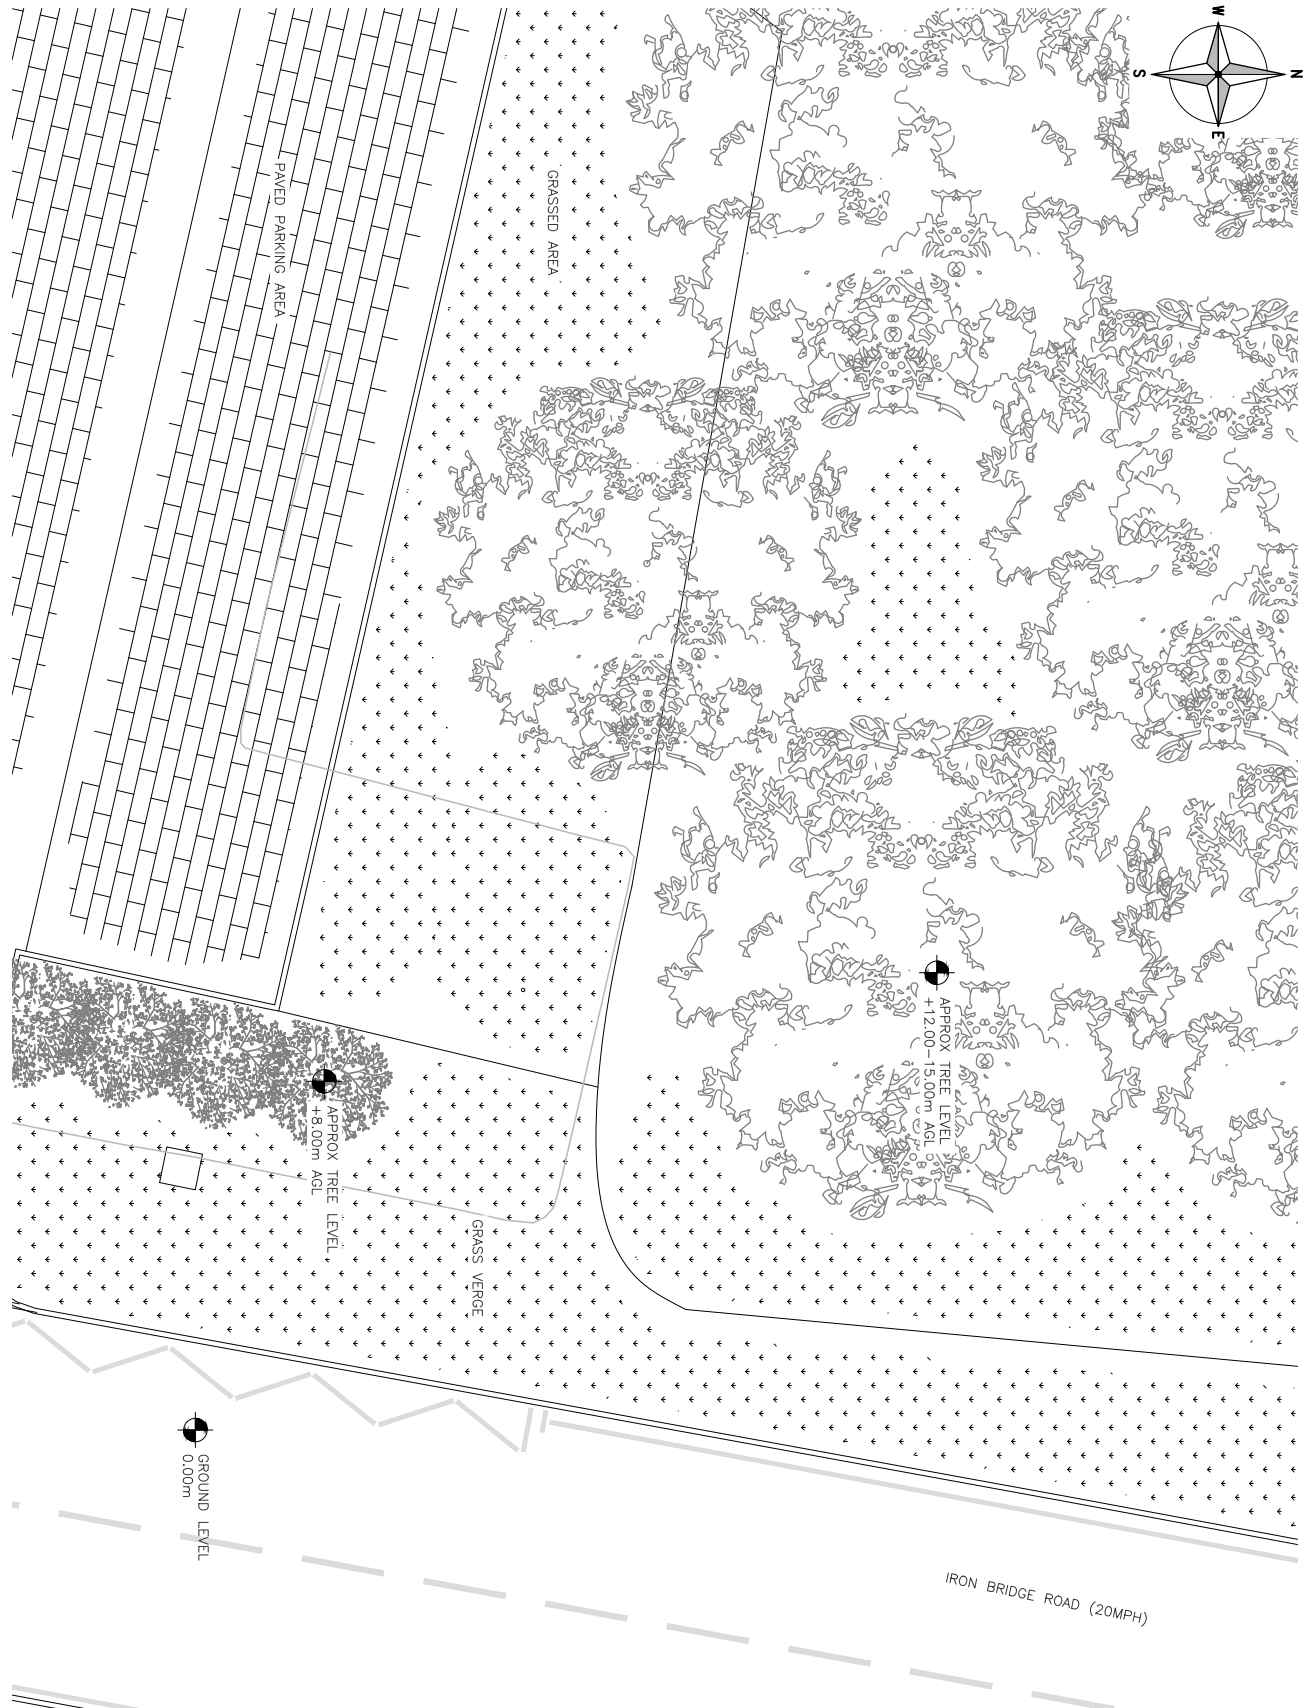 W
N
S
E
PAVED PARKING AREA
GRASSED AREA
APPROX TREE LEVEL
+12.00-15.00m AGL
APPROX TREE LEVEL
+8.00m AGL
GRASS VERGE
GROUND LEVEL
0.00m
IRON BRIDGE ROAD (20MPH)